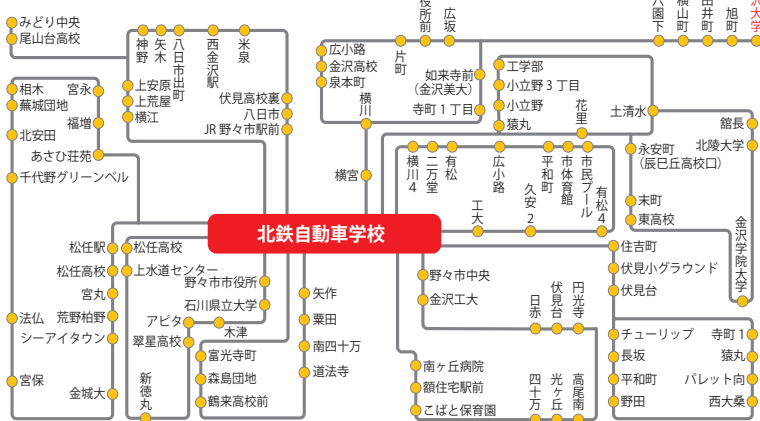 みどり中央
尾山台高校
神野
矢木
八日市出町
西金沢駅
米泉
上安原
上荒屋
横江
伏見高校裏
八日市
JR 野々市駅前
相木
蕪城団地
北安田
千代野グリーンベル
宮永
福増
あさひ荘苑
法仏
宮保
広小路
金沢高校
泉本町
横川
横宮
片町
役所前
広坂
如来寺前
(金沢美大)
寺町 1 丁目
工学部
小立野 3 丁目
小立野
猿丸
花里
土清水
穴園下
横山町
田井町
旭町
沢大学
舘長
北陵大学
永安町
(辰巳丘高校口)
末町
東高校
金沢学院大学
横川 4
二万堂
有松
広小路
平和町
市体育館
市民プール
有松 4
工大
久安 2
北鉄自動車学校
松任駅
松任高校
宮丸
荒野柏野
シーアイタウン
金城大
松任高校
上水道センター
野々市市役所
石川県立大学
アピタ
木津
翠星高校
新徳丸
富光寺町
森島団地
鶴来高校前
矢作
粟田
南四十万
道法寺
野々市中央
金沢工大
日赤
伏見台
円光寺
南ヶ丘病院
額住宅駅前
こばと保育園
四十万
光ヶ丘
高尾南
住吉町
伏見小グラウンド
伏見台
チューリップ
長坂
平和町
野田
寺町 1
猿丸
パレット向
西大桑